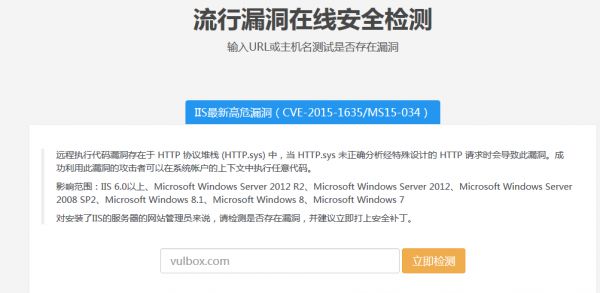 流行漏洞在线安全检测
输入URL或主机名测试是否存在漏洞
IIS最新高危漏洞（CVE-2015-1635/MS15-034）
远程执行代码漏洞存在于 HTTP 协议堆栈 (HTTP.sys) 中，当 HTTP.sys 未正确分析经特殊设计的 HTTP 请求时会导致此漏洞。成
功利用此漏洞的攻击者可以在系统帐户的上下文中执行任意代码。
影响范围：IIS 6.0以上、Microsoft Windows Server 2012 R2、Microsoft Windows Server 2012、Microsoft Windows Server
2008 SP2、Microsoft Windows 8.1、Microsoft Windows 8、Microsoft Windows 7
对安装了IIS的服务器的网站管理员来说，请检测是否存在漏洞，并建议立即打上安全补丁。
vulbox.com 立即检测